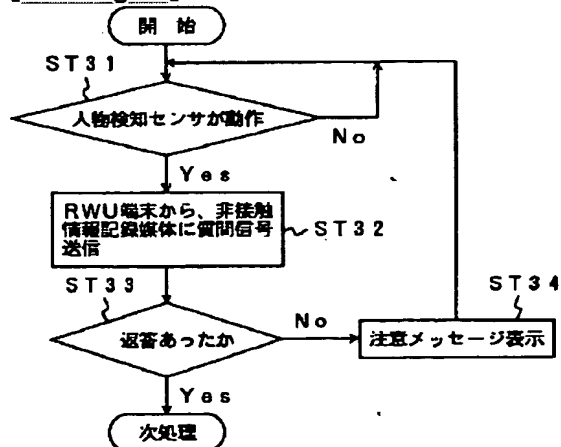 開 始
ST31
人物検知センサが動作
No
Yes
RWU端末から、非接触
情報記録媒体に質問信号
送信
ST32
ST33
ST34
返答あったか
No
注意メッセージ表示
Yes
次処理